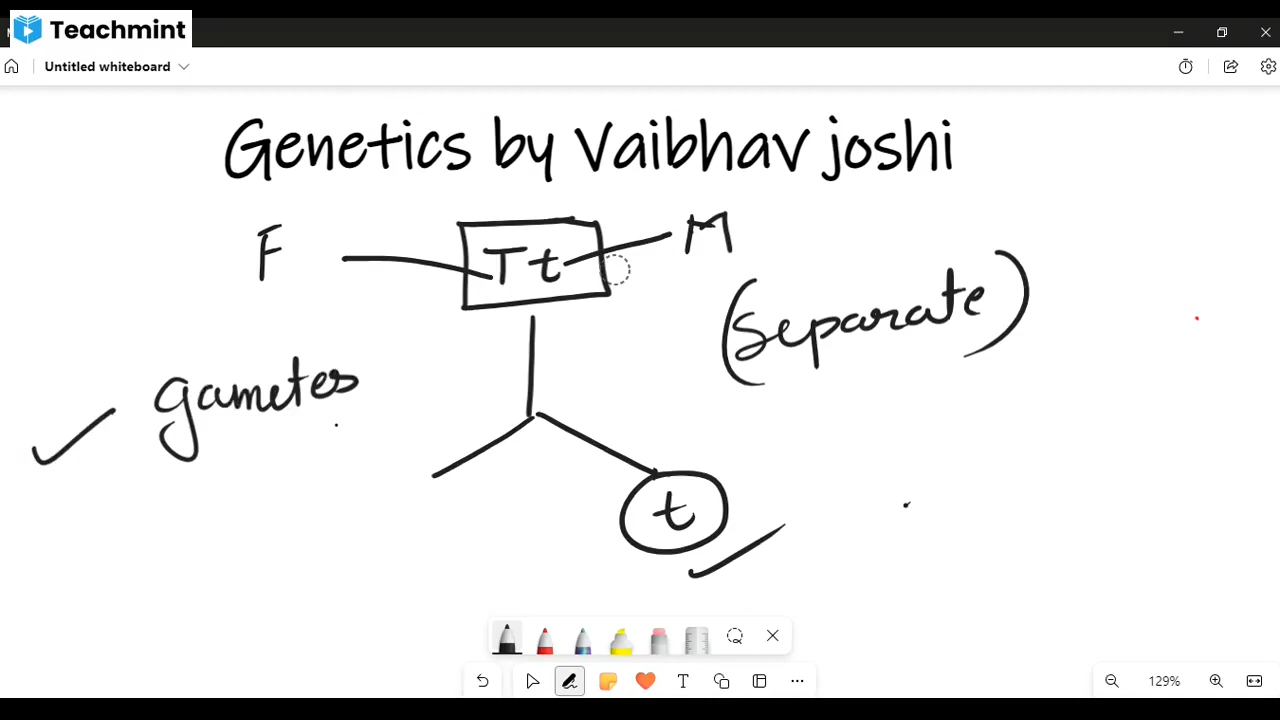 Teachmint
Untitled whiteboard
Genetics by Vaibhav joshi
F
Tt
M
(Separate)
gametes
t
129%